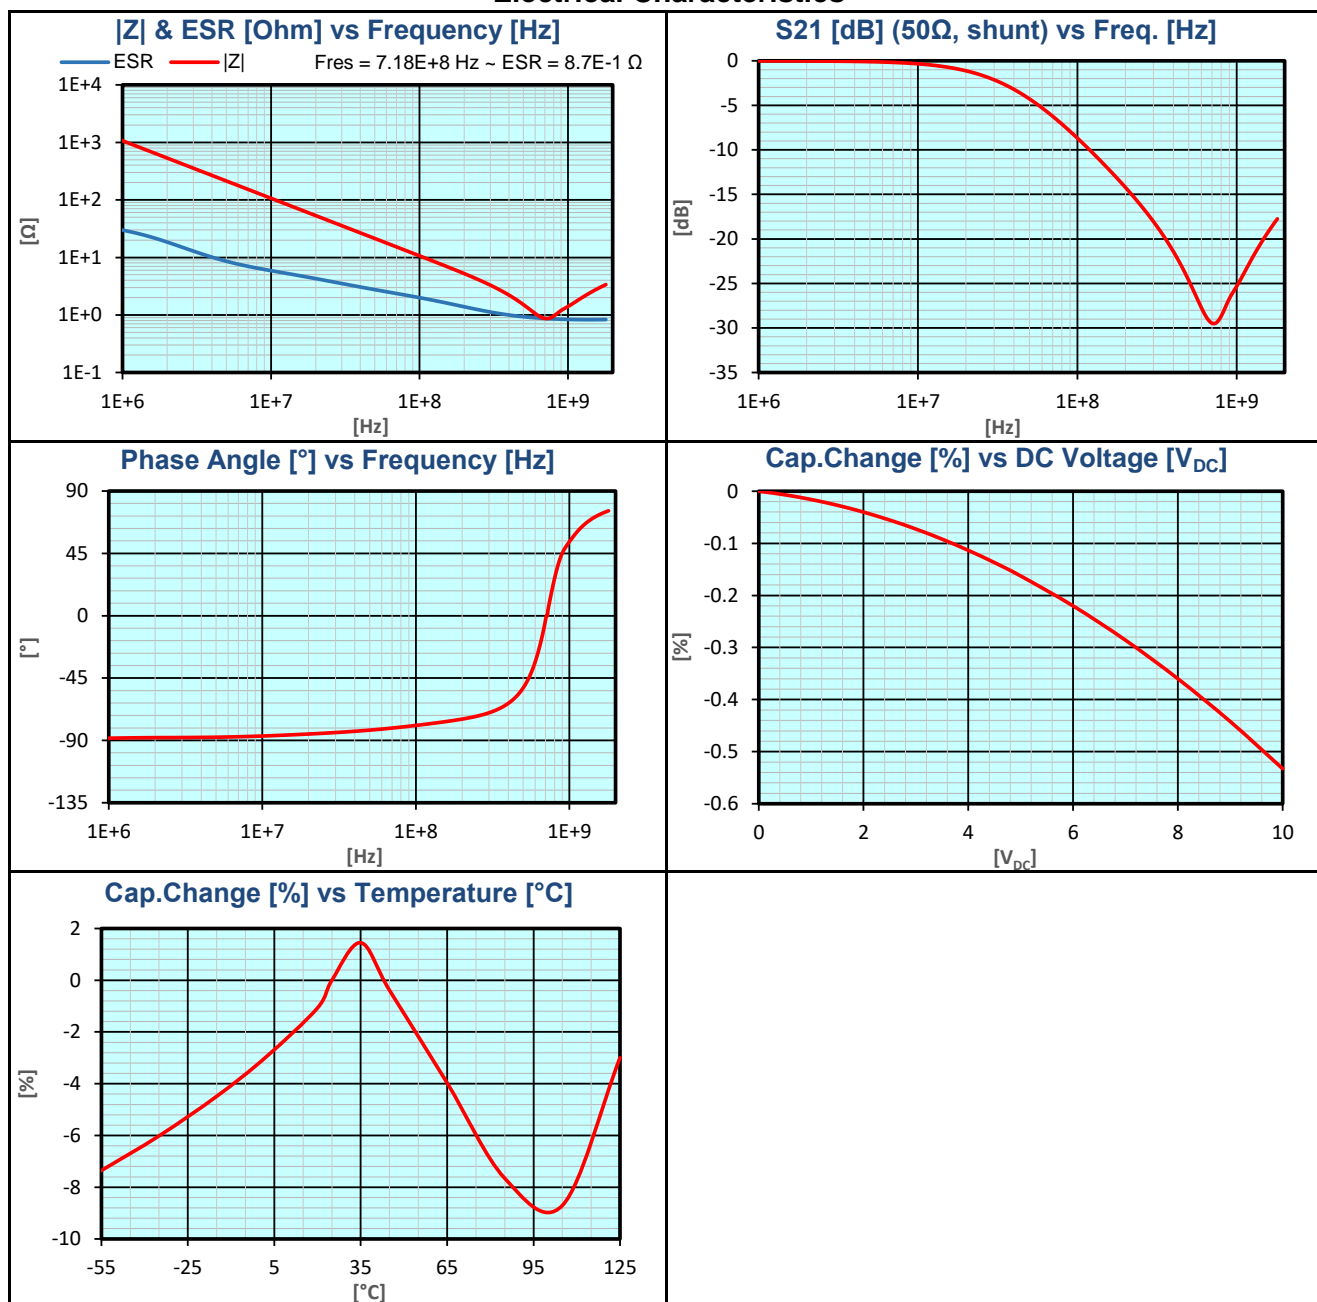 |Z| & ESR [Ohm] vs Frequency [Hz]
ESR |Z| Fres = 7.18E+8 Hz ~ ESR = 8.7E-1 Ω
1E+4
1E+3
1E+2
1E+1
1E+0
1E-1
[Ω]
1E+6 1E+7 1E+8 1E+9
[Hz]
S21 [dB] (50Ω, shunt) vs Freq. [Hz]
0
-5
-10
-15
-20
-25
-30
-35
[dB]
1E+6 1E+7 1E+8 1E+9
[Hz]
Phase Angle [°] vs Frequency [Hz]
90
45
0
-45
-90
-135
[°]
1E+6 1E+7 1E+8 1E+9
[Hz]
Cap.Change [%] vs DC Voltage [VDC]
0
-0.1
-0.2
-0.3
-0.4
-0.5
-0.6
[%]
0 2 4 6 8 10
[VDC]
Cap.Change [%] vs Temperature [°C]
2
0
-2
-4
-6
-8
-10
[%]
-55 -25 5 35 65 95 125
[°C]